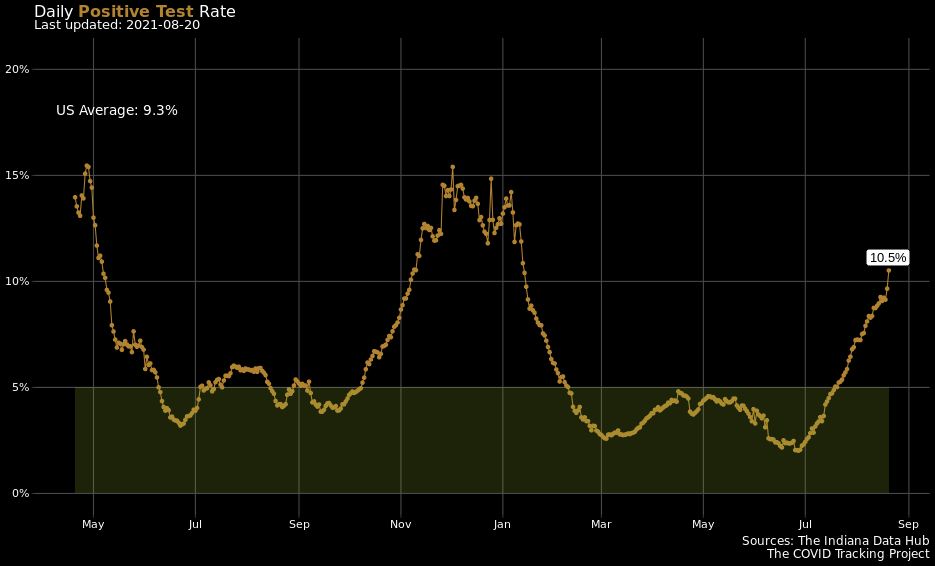 Daily Positive Test Rate
Last updated: 2021-08-20
20%
US Average: 9.3%
15%
10.5%
10%
5%
0%
May Jul Sep Nov Jan Mar May Jul Sep
Sources: The Indiana Data Hub
The COVID Tracking Project